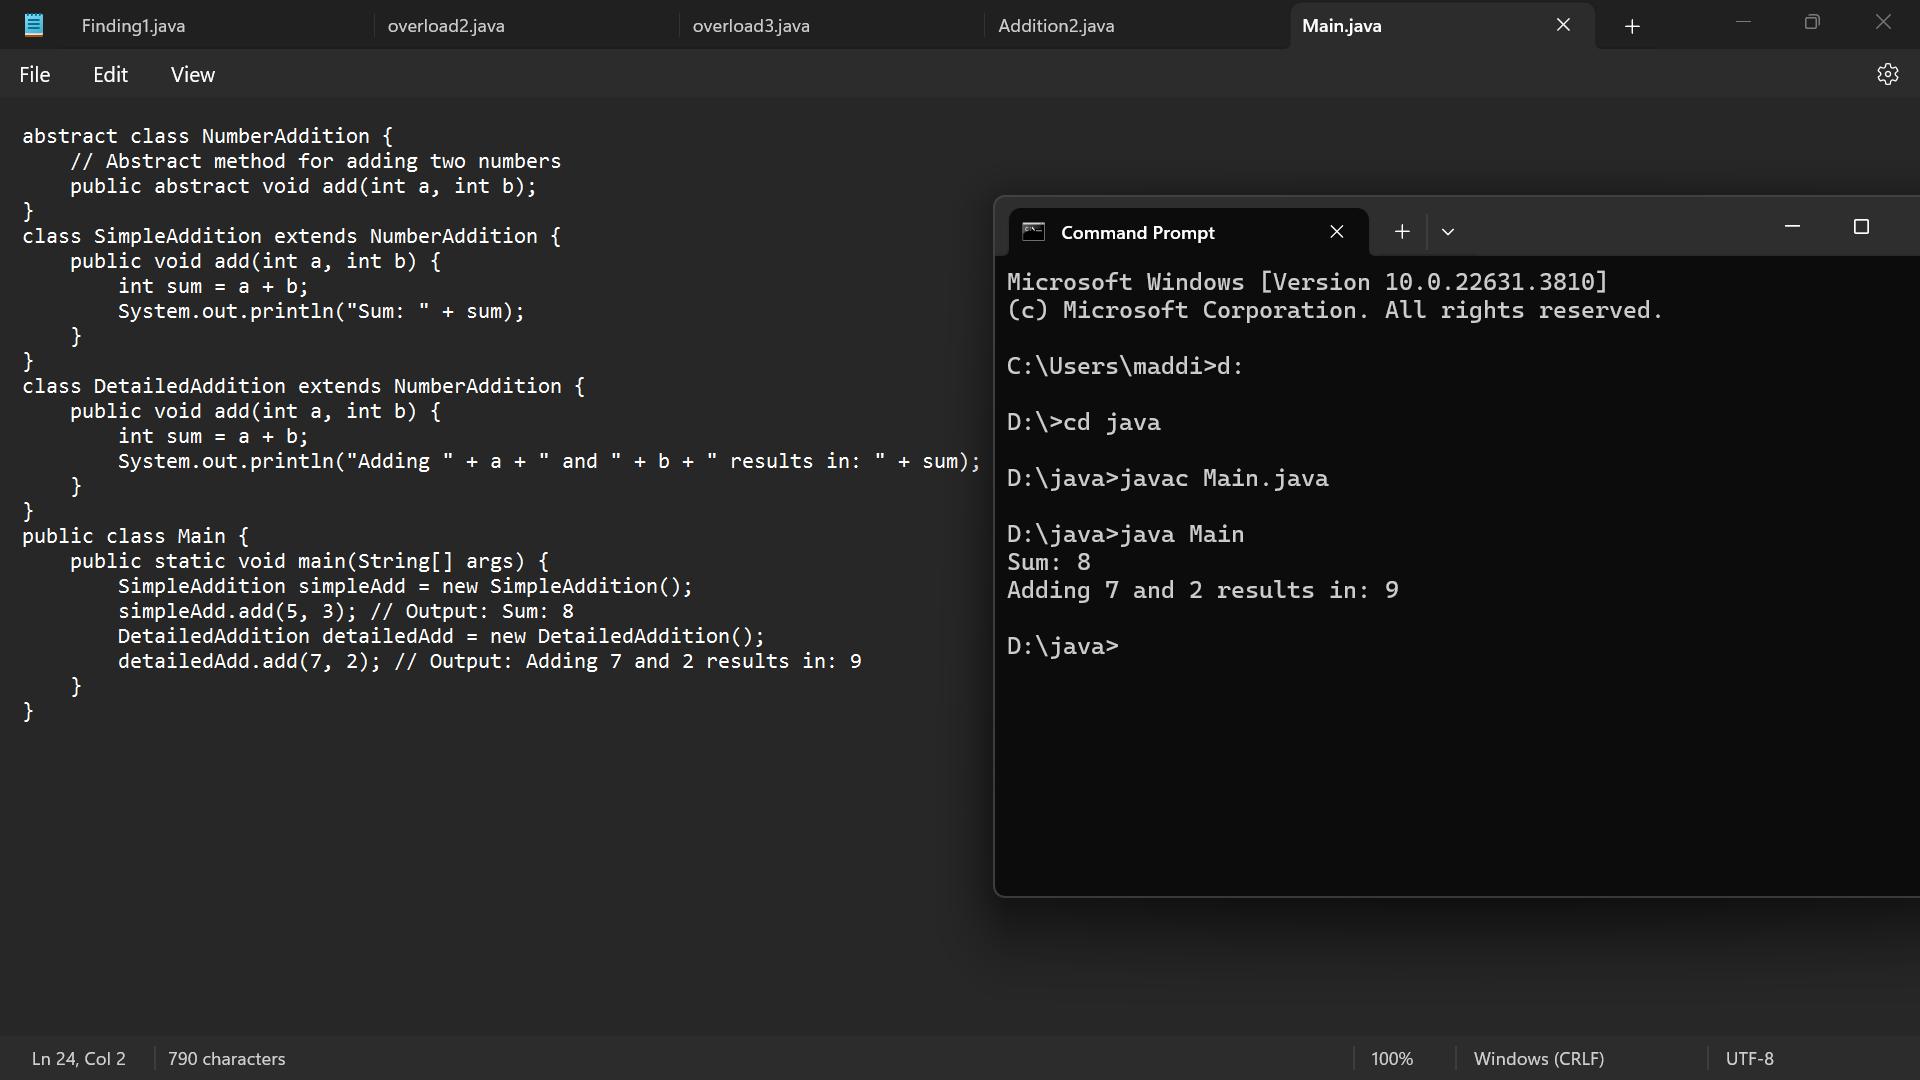 Finding1.java overload2.java overload3.java Addition2.java Main.java
File Edit View
abstract class NumberAddition {
    // Abstract method for adding two numbers
    public abstract void add(int a, int b);
}
class SimpleAddition extends NumberAddition {
    public void add(int a, int b) {
        int sum = a + b;
        System.out.println("Sum: " + sum);
    }
}
class DetailedAddition extends NumberAddition {
    public void add(int a, int b) {
        int sum = a + b;
        System.out.println("Adding " + a + " and " + b + " results in: " + sum);
    }
}
public class Main {
    public static void main(String[] args) {
        SimpleAddition simpleAdd = new SimpleAddition();
        simpleAdd.add(5, 3); // Output: Sum: 8
        DetailedAddition detailedAdd = new DetailedAddition();
        detailedAdd.add(7, 2); // Output: Adding 7 and 2 results in: 9
    }
}
Command Prompt
Microsoft Windows [Version 10.0.22631.3810]
(c) Microsoft Corporation. All rights reserved.
C:\Users\maddi>d:
D:\>cd java
D:\java>javac Main.java
D:\java>java Main
Sum: 8
Adding 7 and 2 results in: 9
D:\java>
Ln 24, Col 2 790 characters 100% Windows (CRLF) UTF-8